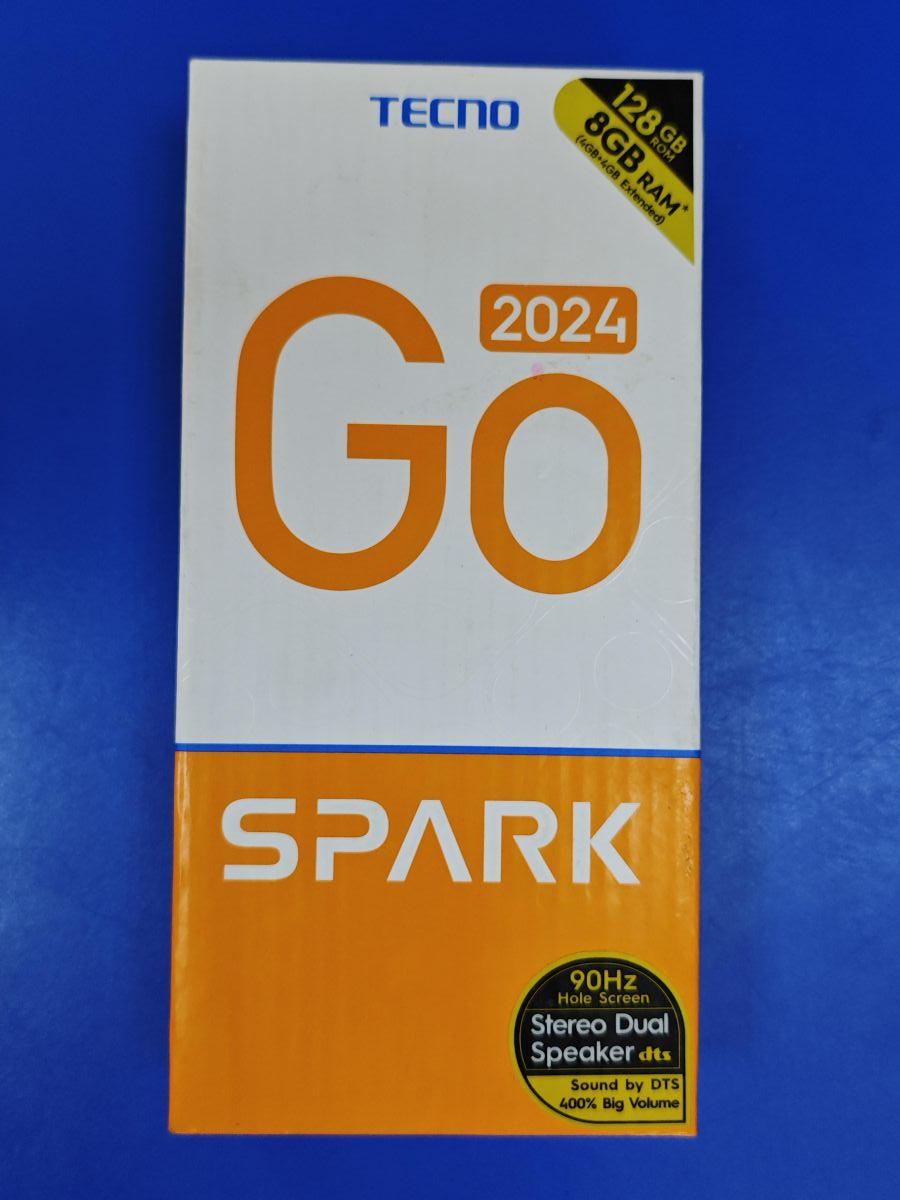 TECNO
128GB ROM
8GB RAM*
(4GB+4GB Extended)
2024
Go
SPARK
90Hz
Hole Screen
Stereo Dual
Speaker dts
Sound by DTS
400% Big Volume